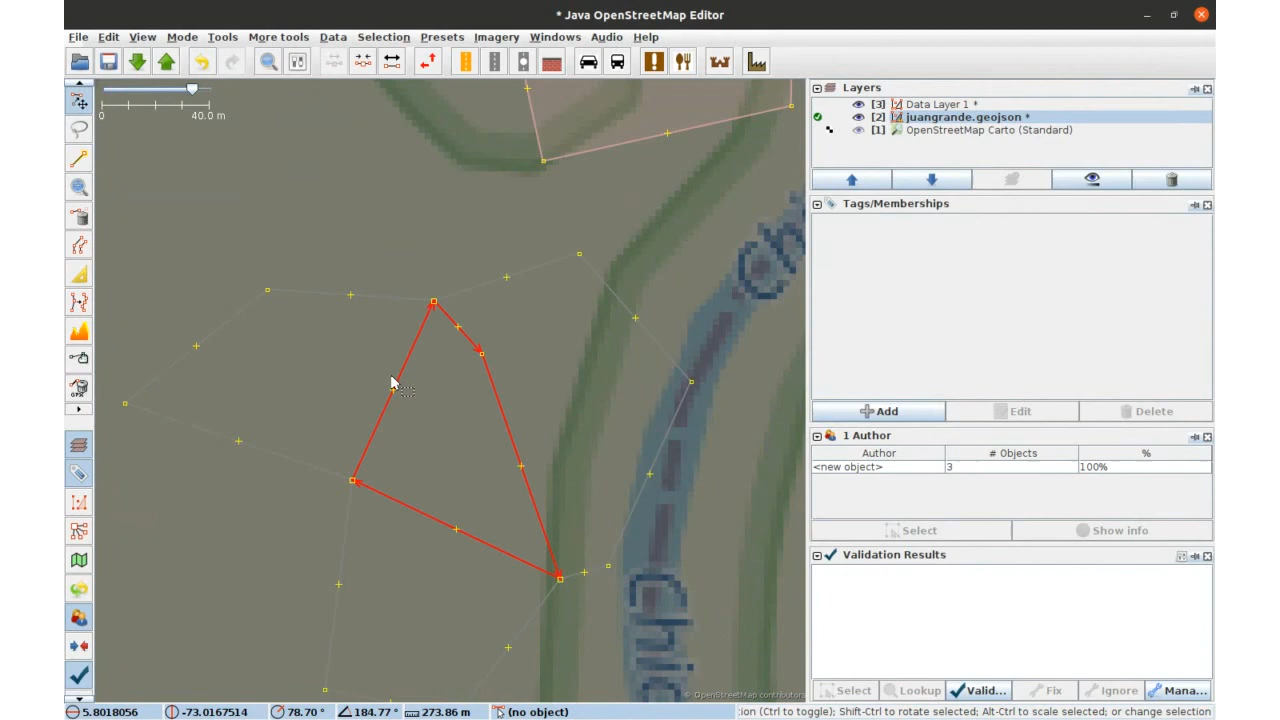 * Java OpenStreetMap Editor
File Edit View Mode Tools More tools Data Selection Presets Imagery Windows Audio Help
0 40.0 m
Layers
[3] Data Layer 1 *
[2] juangrande.geojson *
[1] OpenStreetMap Carto (Standard)
Tags/Memberships
Add Edit Delete
1 Author
Author # Objects %
<new object> 3 100%
Select Show info
Validation Results
Ch
Chic
© OpenStreetMap contributors
Select Lookup Valid... Fix Ignore Mana...
5.8018056 -73.0167514 78.70 ° 184.77 ° 273.86 m (no object) :ion (Ctrl to toggle); Shift-Ctrl to rotate selected; Alt-Ctrl to scale selected; or change selection